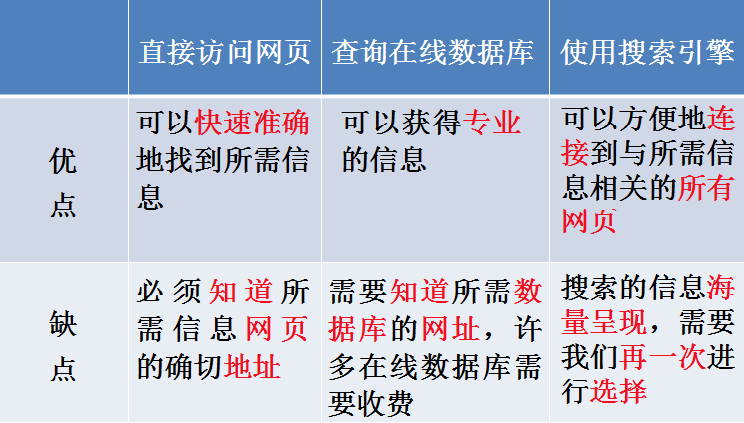 直接访问网页
查询在线数据库
使用搜索引擎
优
点
可以快速准确
地找到所需信
息
可以获得专业
的信息
可以方便地连
接到与所需信
息相关的所有
网页
缺
点
必须知道所
需信息网页
的确切地址
需要知道所需数
据库的网址，许
多在线数据库需
要收费
搜索的信息海
量呈现，需要
我们再一次进
行选择